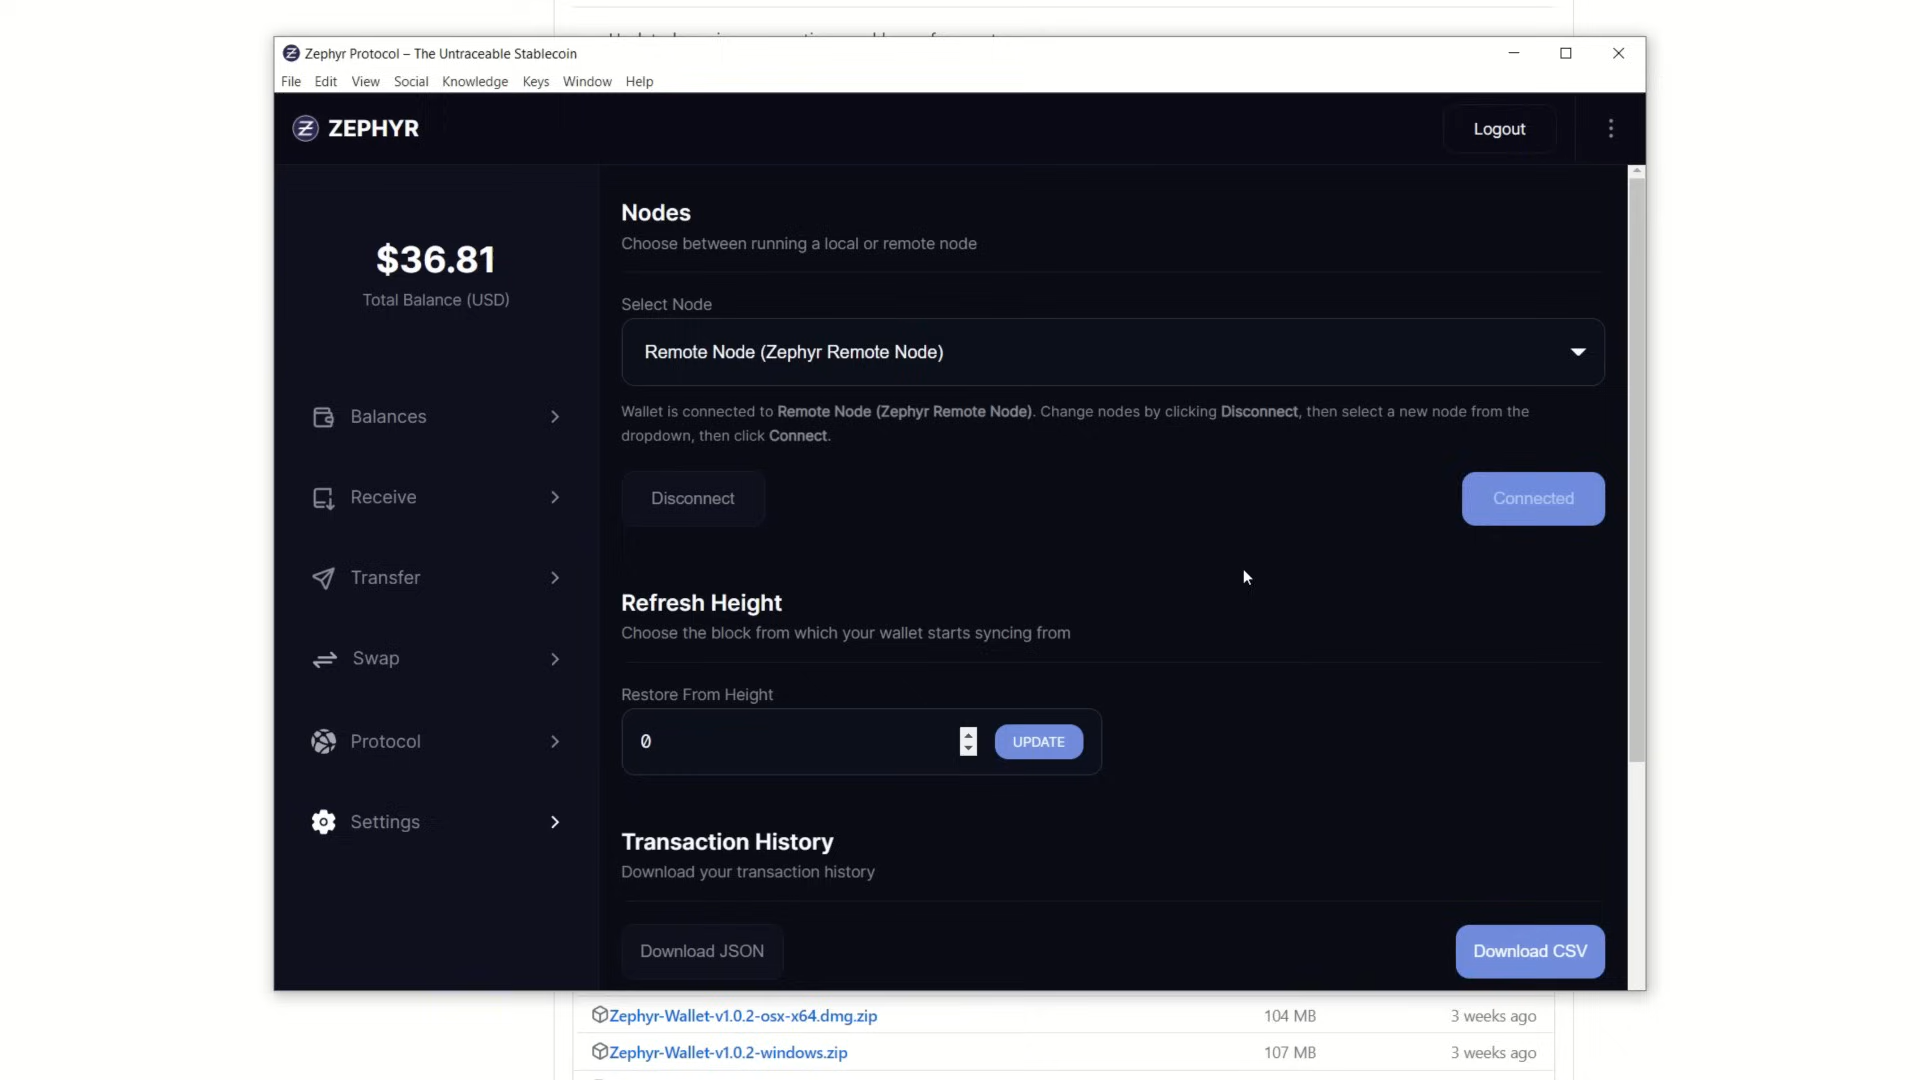 Zephyr Protocol – The Untraceable Stablecoin
File Edit View Social Knowledge Keys Window Help
ZEPHYR
Logout
$36.81
Total Balance (USD)
Balances
Receive
Transfer
Swap
Protocol
Settings
Nodes
Choose between running a local or remote node
Select Node
Remote Node (Zephyr Remote Node)
Wallet is connected to Remote Node (Zephyr Remote Node). Change nodes by clicking Disconnect, then select a new node from the
dropdown, then click Connect.
Disconnect
Connected
Refresh Height
Choose the block from which your wallet starts syncing from
Restore From Height
0
UPDATE
Transaction History
Download your transaction history
Download JSON
Download CSV
Zephyr-Wallet-v1.0.2-osx-x64.dmg.zip 104 MB 3 weeks ago
Zephyr-Wallet-v1.0.2-windows.zip 107 MB 3 weeks ago